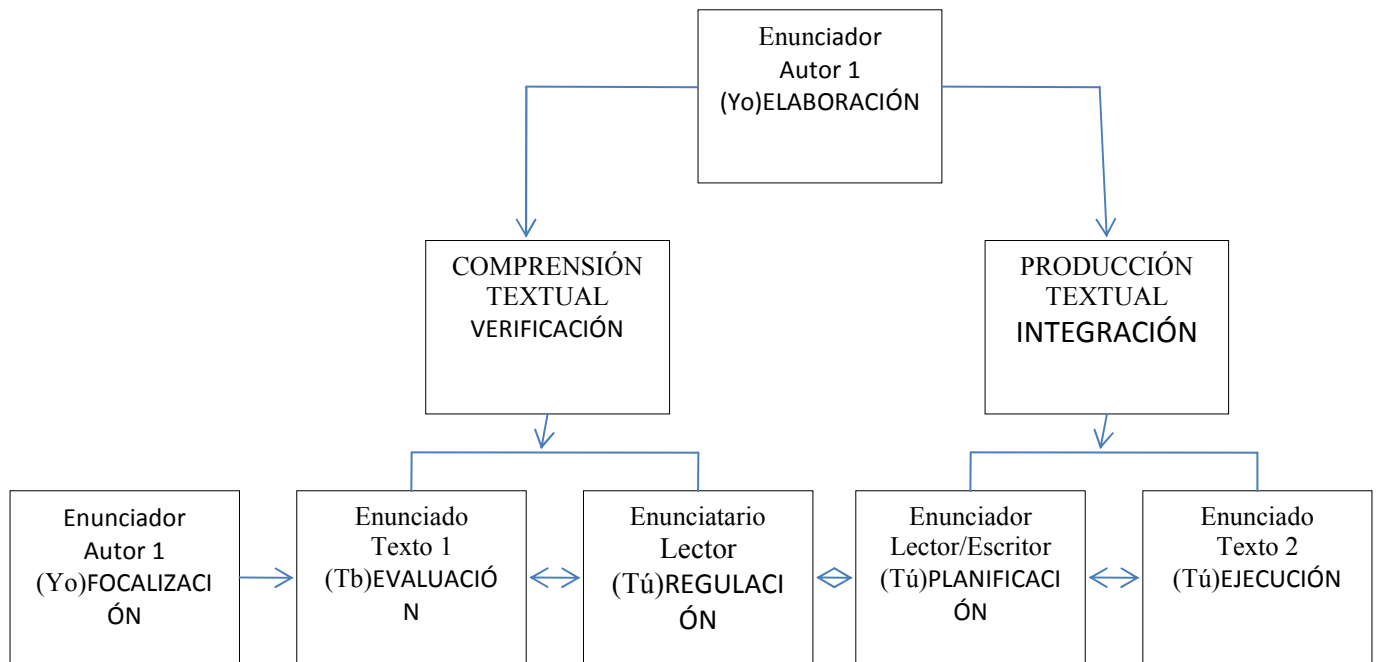 Enunciador
Autor 1
(Yo)ELABORACIÓN
COMPRENSIÓN
TEXTUAL
VERIFICACIÓN
PRODUCCIÓN
TEXTUAL
INTEGRACIÓN
Enunciador
Autor 1
(Yo)FOCALIZACI
ÓN
Enunciado
Texto 1
(Tb)EVALUACIÓ
N
Enunciatario
Lector
(Tú)REGULACI
ÓN
Enunciador
Lector/Escritor
(Tú)PLANIFICACI
ÓN
Enunciado
Texto 2
(Tú)EJECUCIÓN